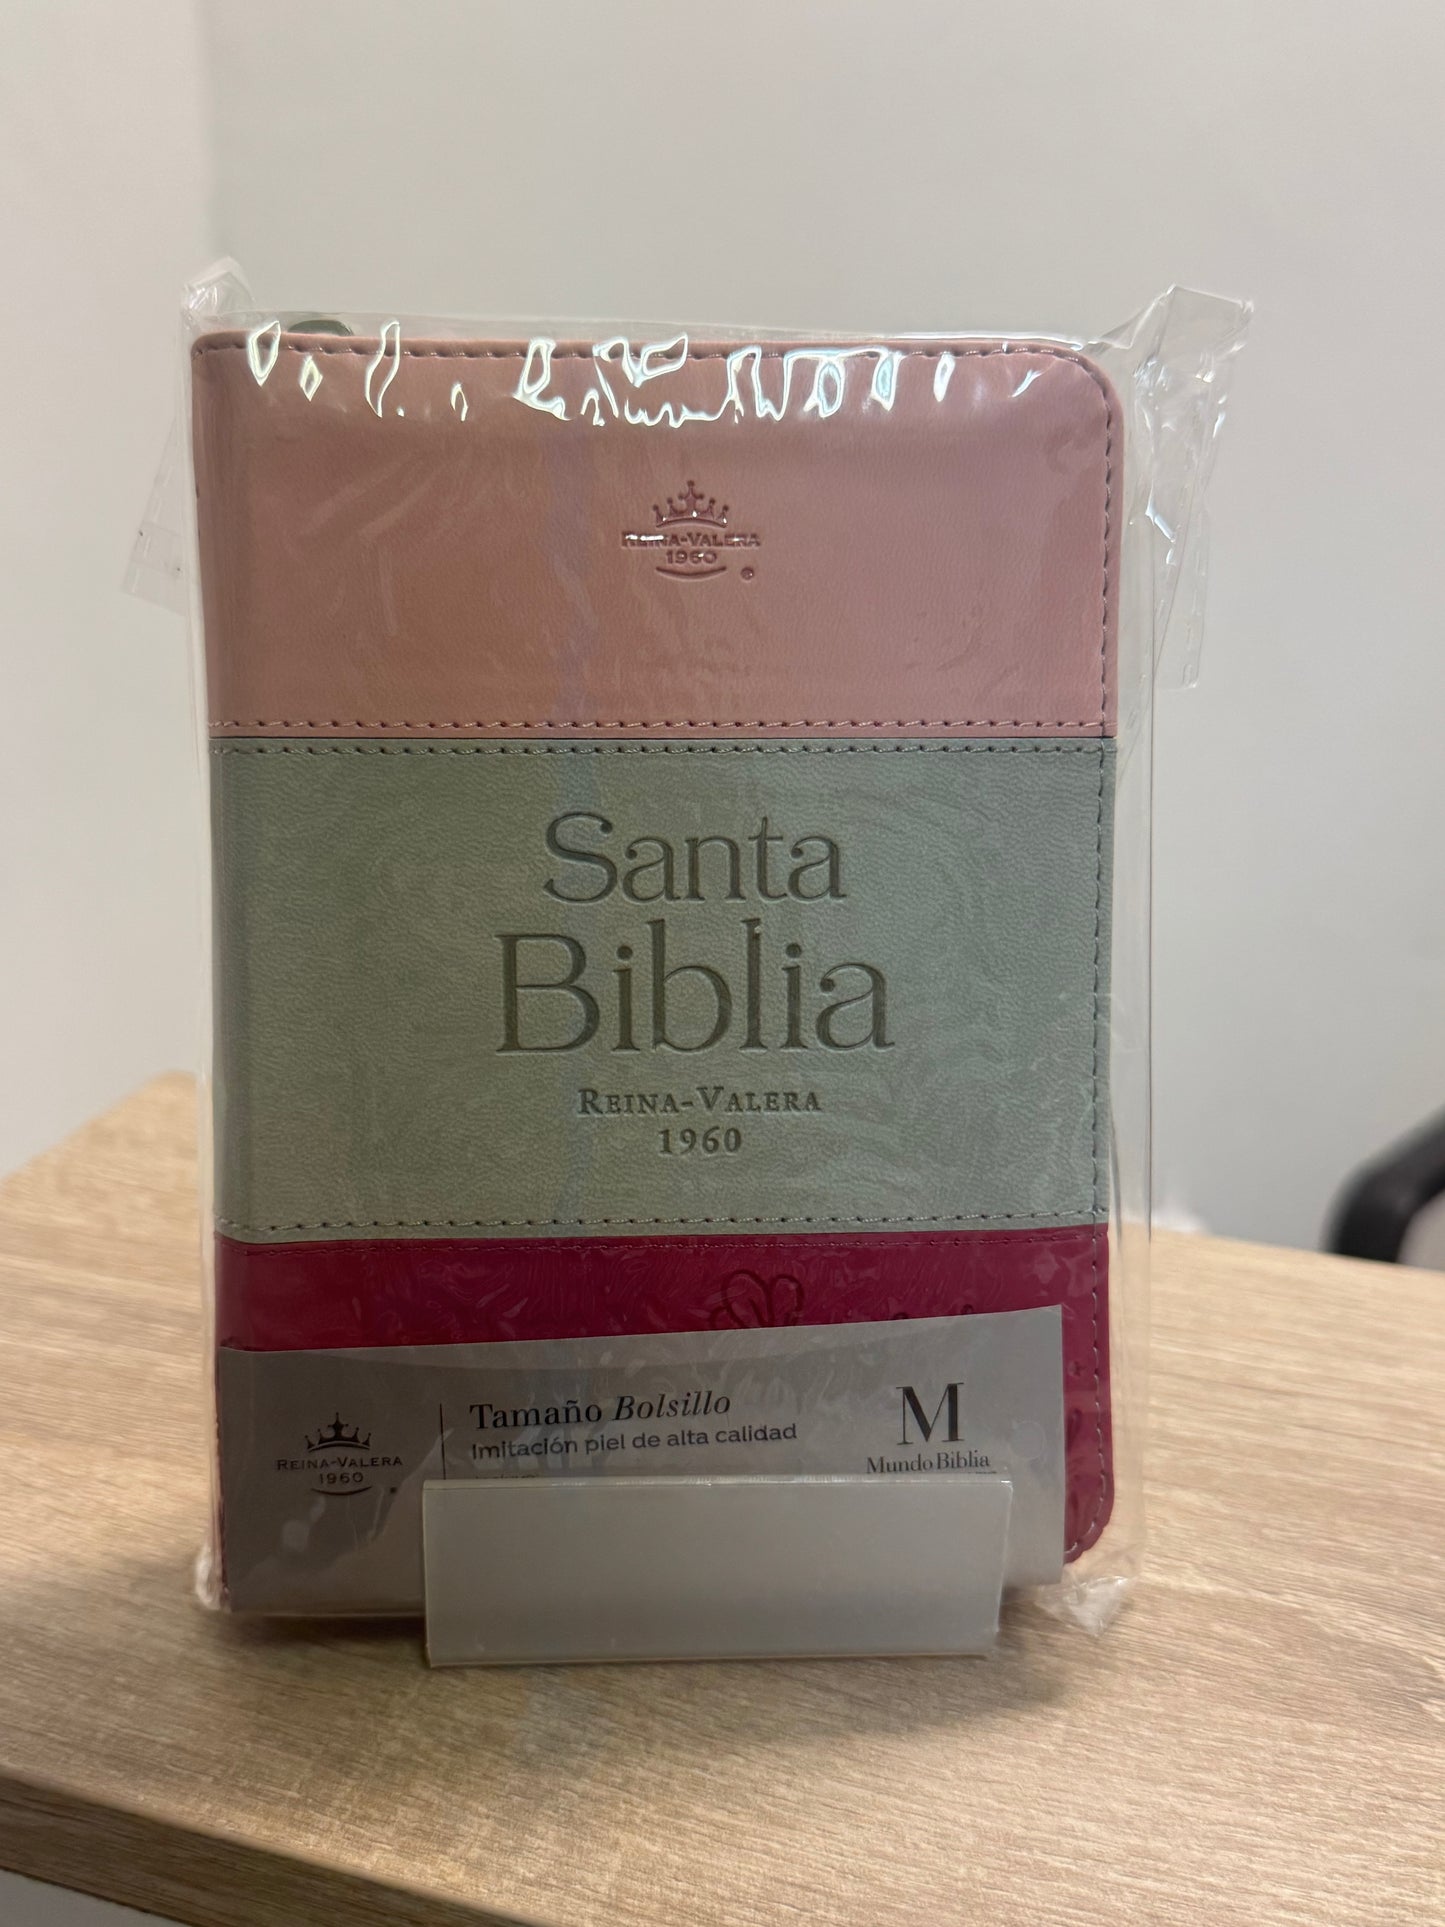 REINA-VALERA
1960
Santa
Biblia
REINA-VALERA
1960
REINA-VALERA
1960
Tamaño Bolsillo
Imitación piel de alta calidad
M
Mundo Biblia